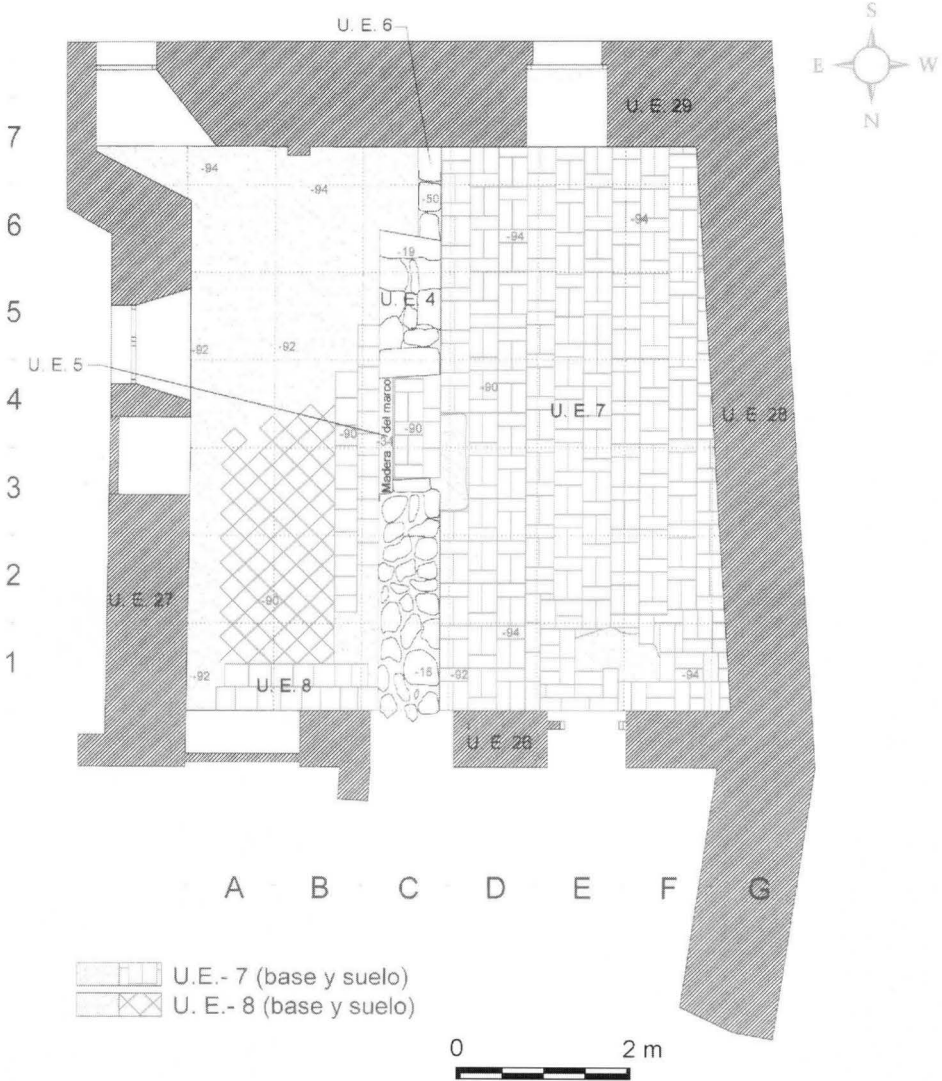 U. E. 6
S
E W
N
U. E. 29
7
-94
-94
-50
-94
-94
6
-19
U. E. 4
5
-92
-92
U. E. 5
4
-90
U. E. 7
U. E. 28
-90
-34
-90
Madera del marco
3
2
U. E. 27
-90
-94
1
-92
-16
-92
-94
U. E. 8
U. E. 26
A B C D E F G
U.E.- 7 (base y suelo)
U. E.- 8 (base y suelo)
0 2 m